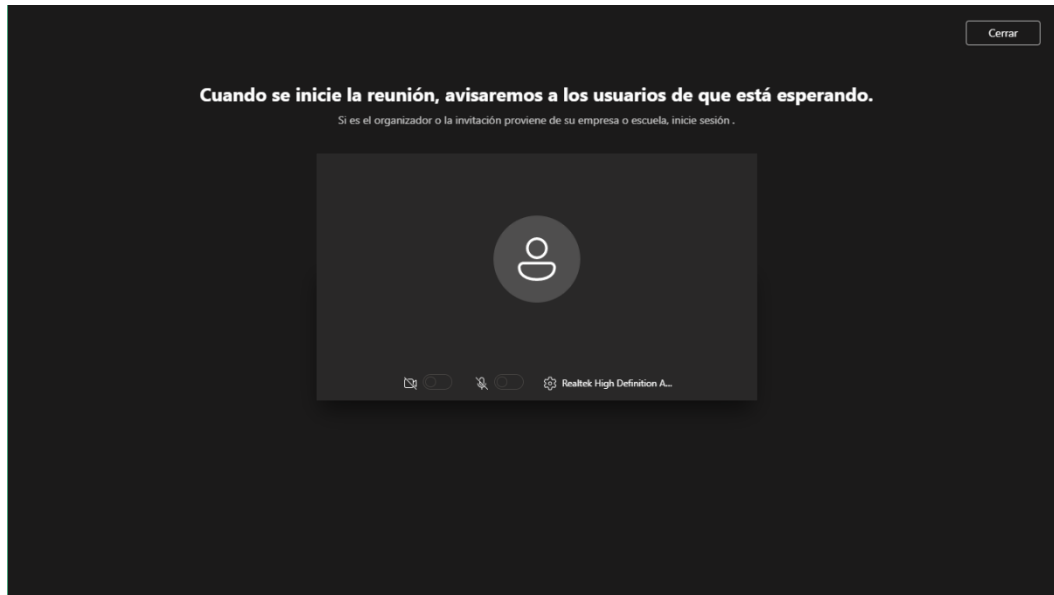 Cerrar
Cuando se inicie la reunión, avisaremos a los usuarios de que está esperando.
Si es el organizador o la invitación proviene de su empresa o escuela, inicie sesión .
Realtek High Definition A...